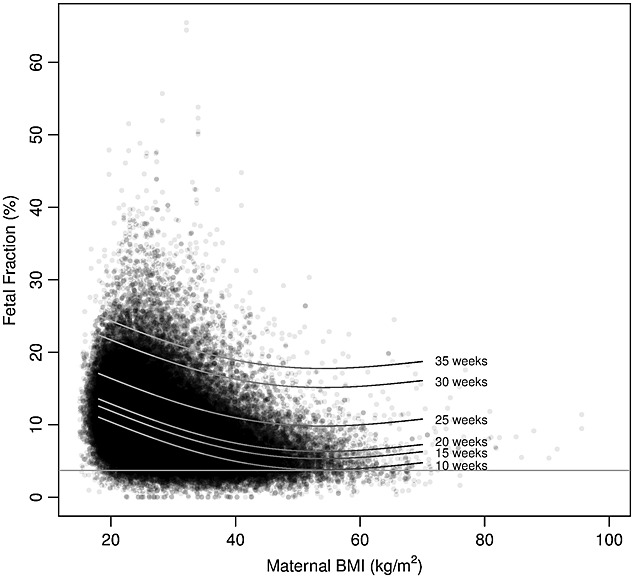 Fetal Fraction (%)
60
50
40
30
20
10
0
35 weeks
30 weeks
25 weeks
20 weeks
15 weeks
10 weeks
20 40 60 80 100
Maternal BMI (kg/m²)